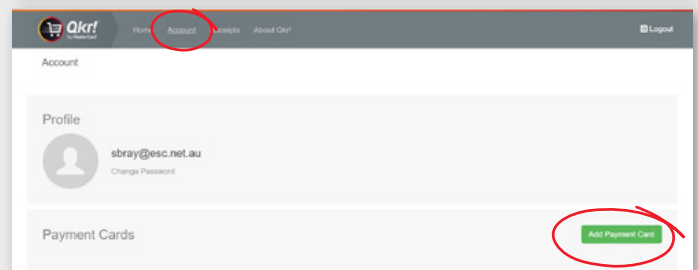 Qkr!
by MasterCard
Home Account Receipts About Qkr!
Logout
Account
Profile
sbray@esc.net.au
Change Password
Payment Cards
Add Payment Card